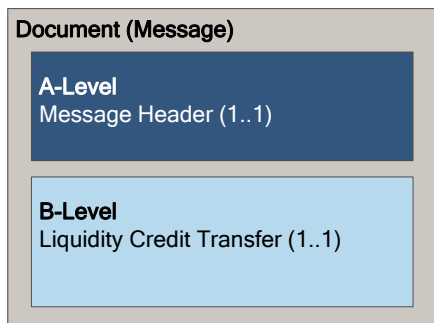 Document (Message)
A-Level
Message Header (1..1)
B-Level
Liquidity Credit Transfer (1..1)